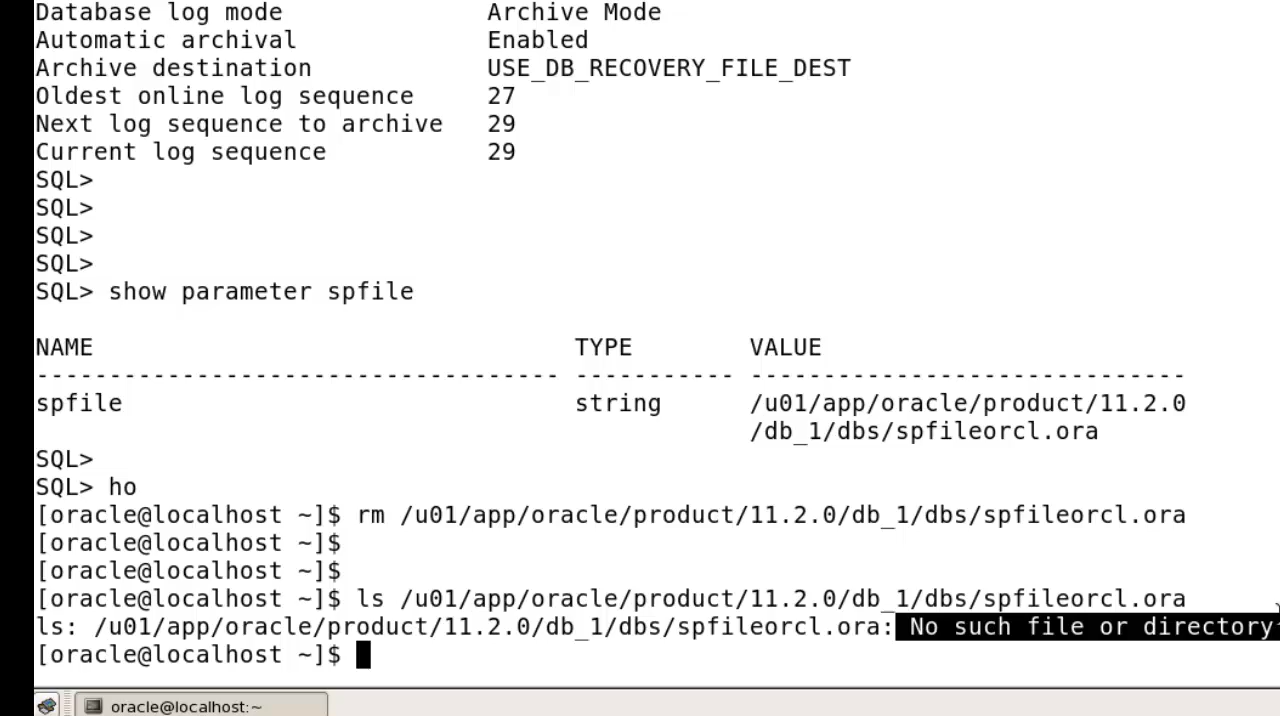 Database log mode              Archive Mode
Automatic archival             Enabled
Archive destination            USE_DB_RECOVERY_FILE_DEST
Oldest online log sequence     27
Next log sequence to archive   29
Current log sequence           29
SQL>
SQL>
SQL>
SQL>
SQL> show parameter spfile
NAME                                 TYPE        VALUE
------------------------------------ ----------- ------------------------------
spfile                               string      /u01/app/oracle/product/11.2.0
/db_1/dbs/spfileorcl.ora
SQL>
SQL> ho
[oracle@localhost ~]$ rm /u01/app/oracle/product/11.2.0/db_1/dbs/spfileorcl.ora
[oracle@localhost ~]$
[oracle@localhost ~]$
[oracle@localhost ~]$ ls /u01/app/oracle/product/11.2.0/db_1/dbs/spfileorcl.ora
ls: /u01/app/oracle/product/11.2.0/db_1/dbs/spfileorcl.ora: No such file or directory
[oracle@localhost ~]$
oracle@localhost:~